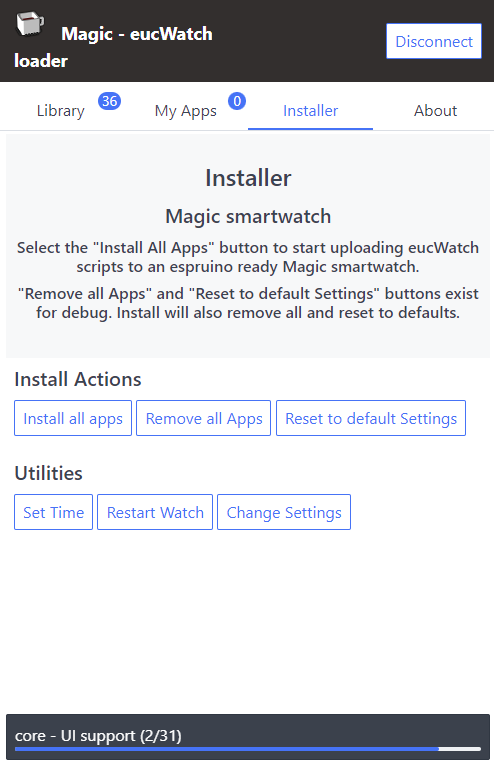 Magic - eucWatch
loader
Disconnect
Library 36 My Apps 0 Installer About
Installer
Magic smartwatch
Select the "Install All Apps" button to start uploading eucWatch
scripts to an espruino ready Magic smartwatch.
"Remove all Apps" and "Reset to default Settings" buttons exist
for debug. Install will also remove all and reset to defaults.
Install Actions
Install all apps Remove all Apps Reset to default Settings
Utilities
Set Time Restart Watch Change Settings
core - UI support (2/31)